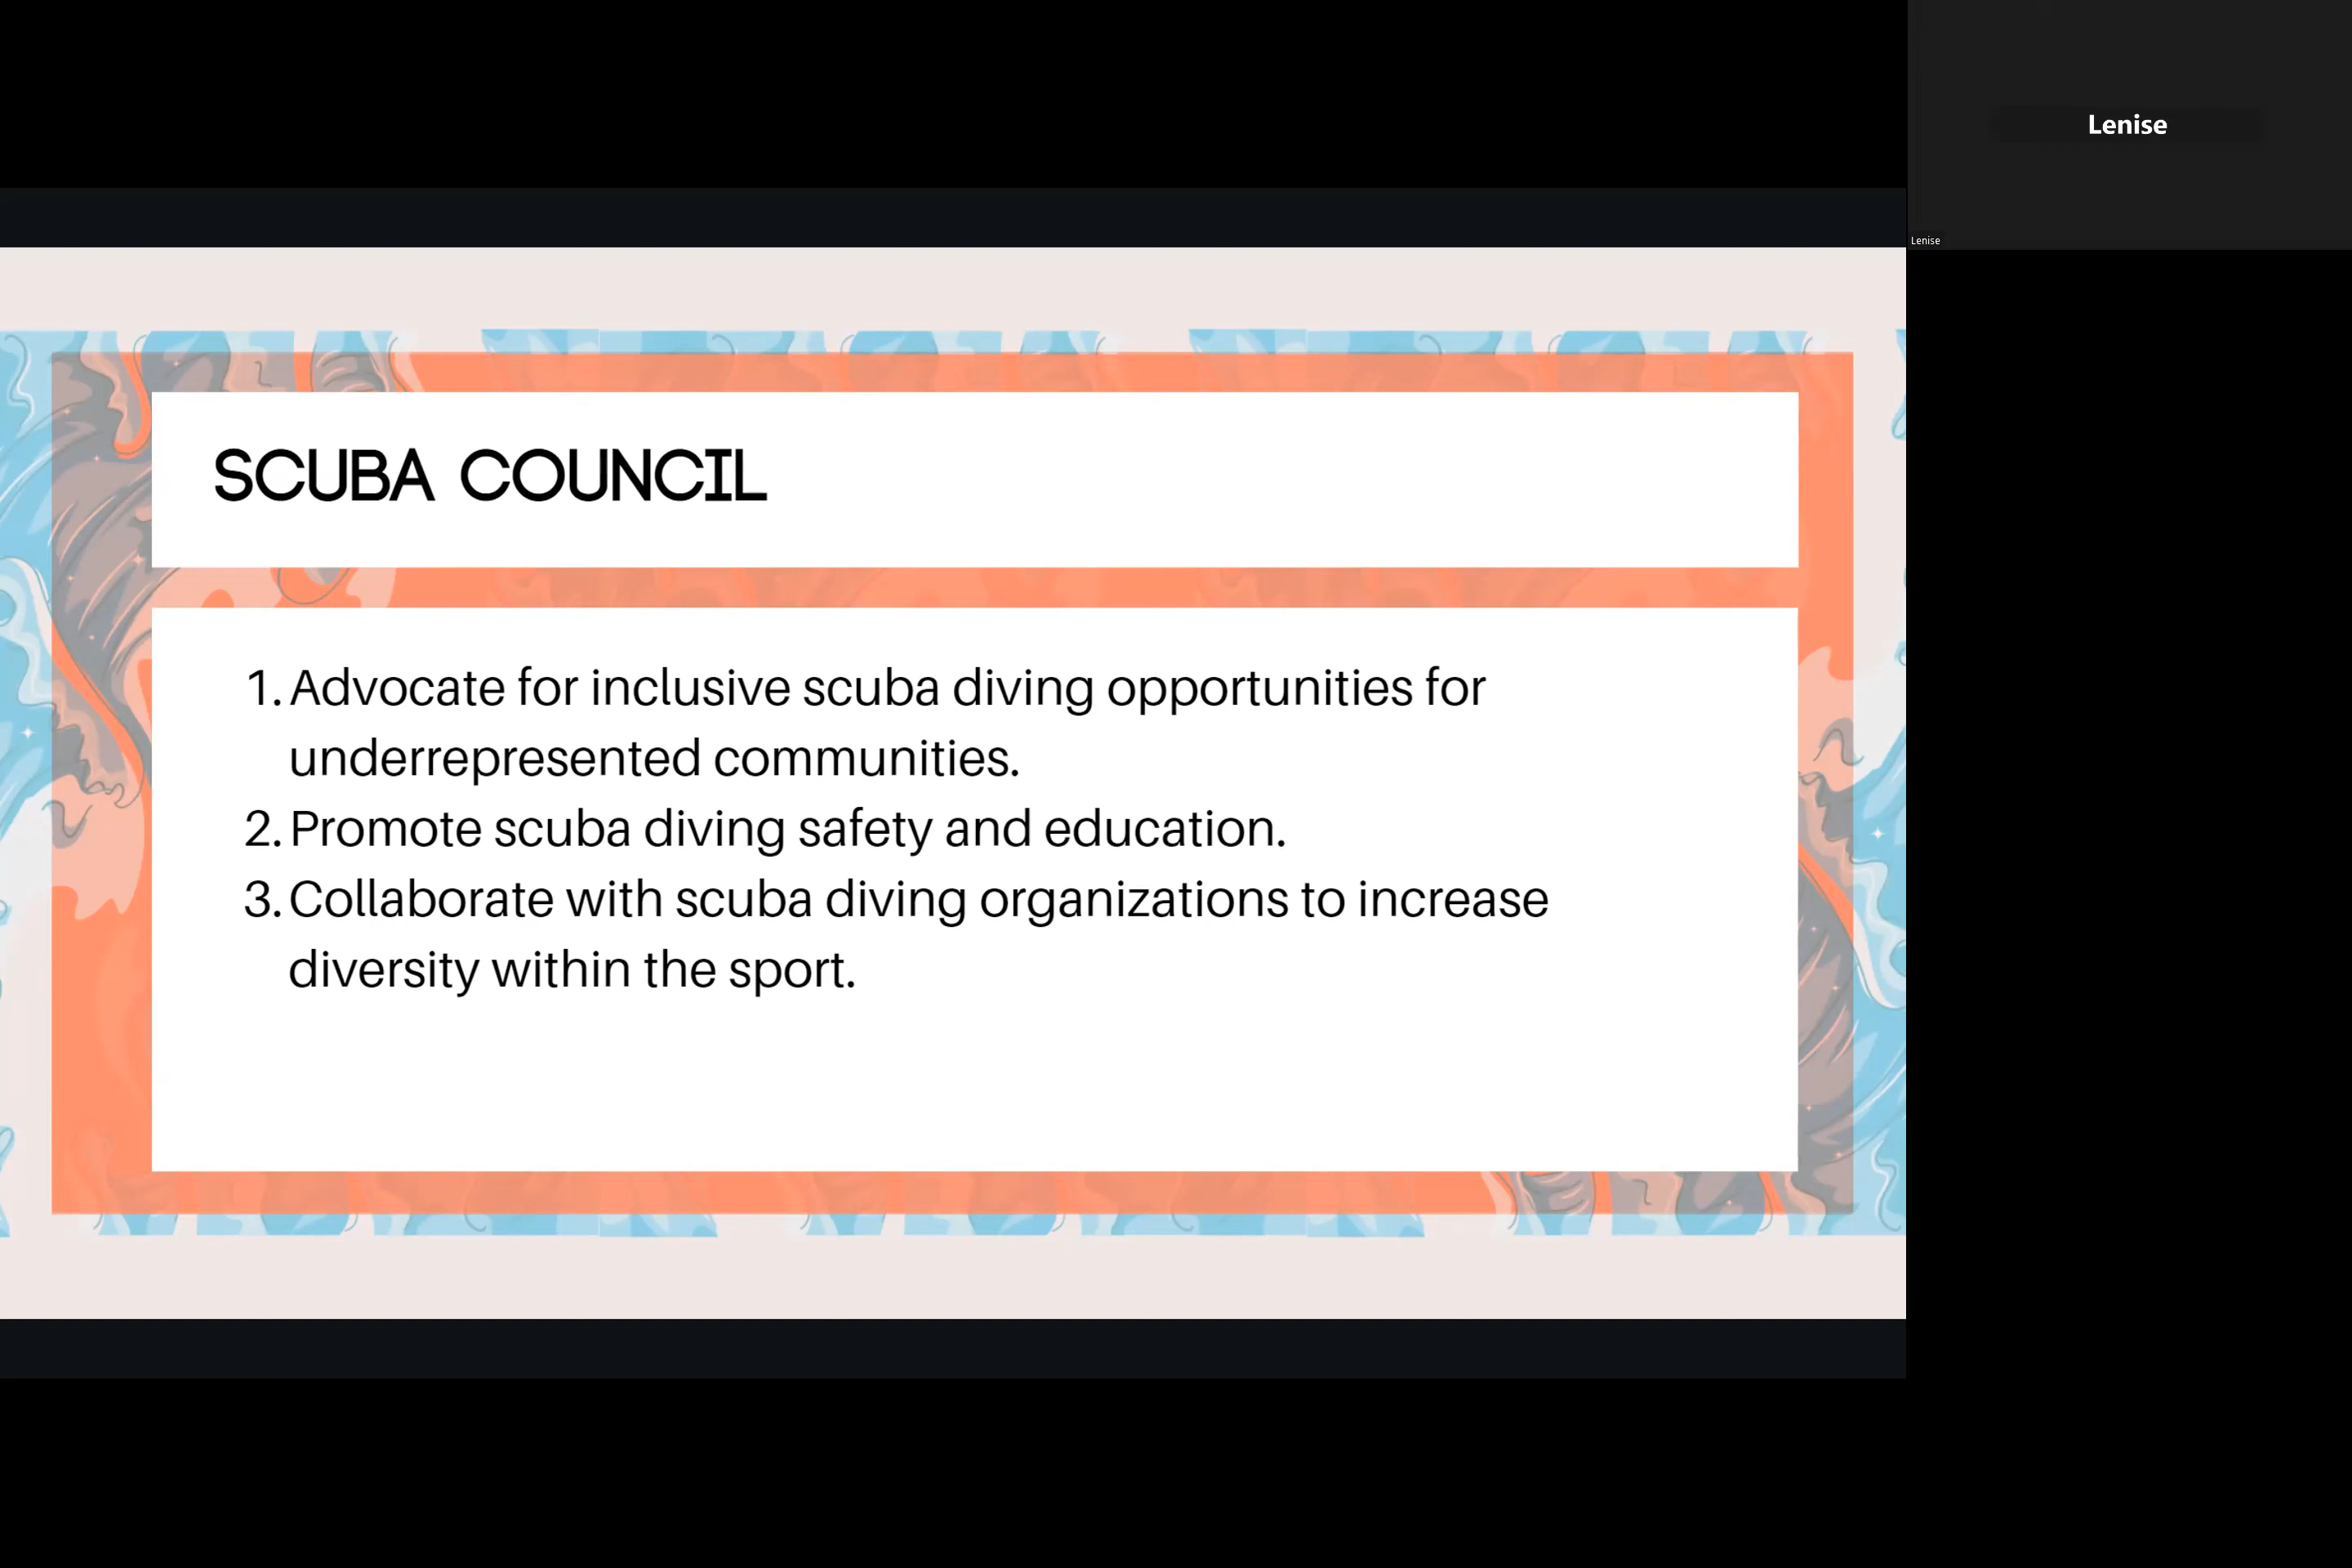 SCUBA COUNCIL
1. Advocate for inclusive scuba diving opportunities for
underrepresented communities.
2. Promote scuba diving safety and education.
3. Collaborate with scuba diving organizations to increase
diversity within the sport.
Lenise
Lenise